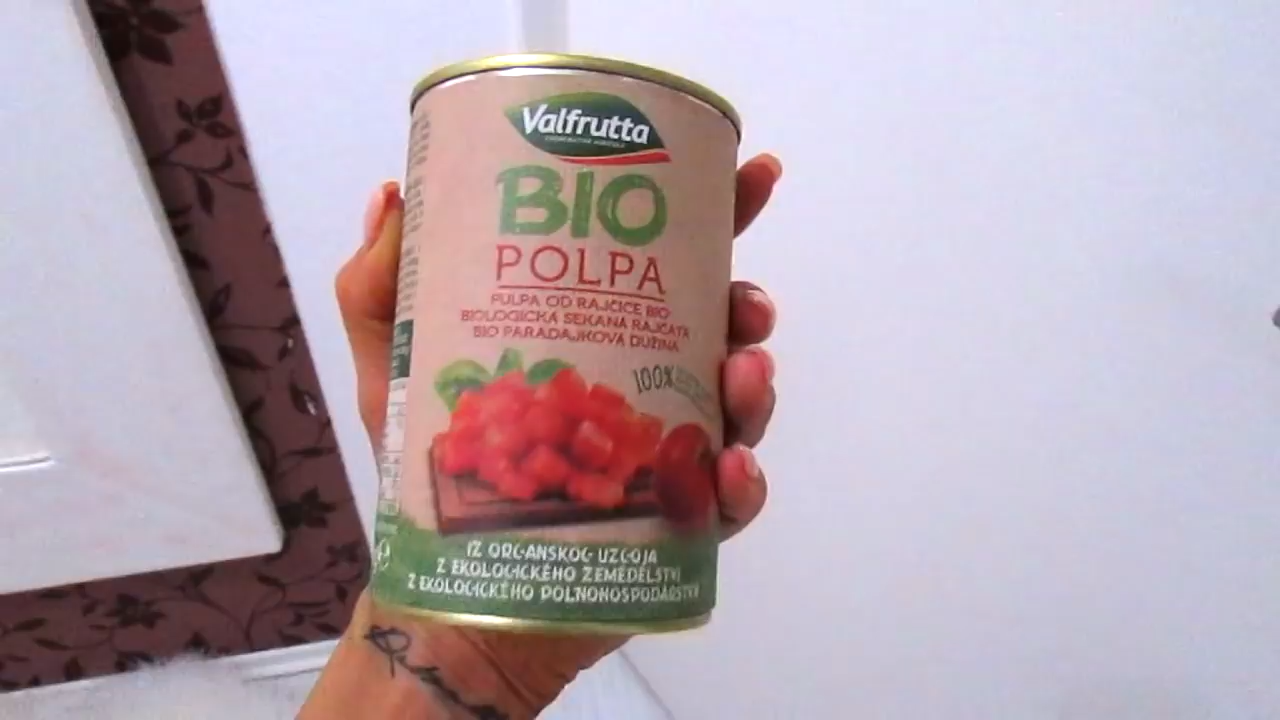 Valfrutta
BIO
POLPA
PULPA OD RAJČICE BIO
BIOLOGICKÁ SEKANÁ RAJČATA
BIO PARADAJKOVÁ DUŽINA
100%
IZ ORGANSKOG UZGOJA
Z EKOLOGICKÉHO ZEMĚDĚLSTVÍ
Z EKOLOGICKÉHO POĽNOHOSPODÁRSTVA